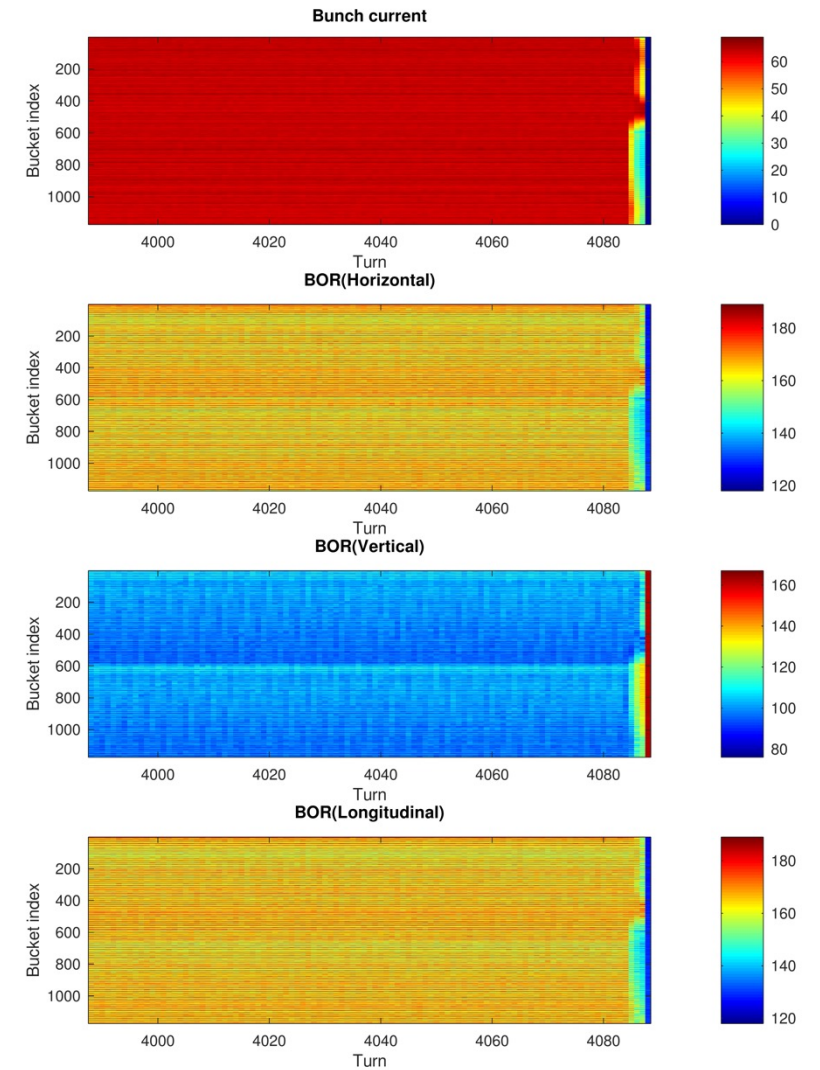 Bunch current
Bucket index
200
400
600
800
1000
4000 4020 4040 4060 4080
Turn
60
50
40
30
20
10
0
BOR(Horizontal)
Bucket index
200
400
600
800
1000
4000 4020 4040 4060 4080
Turn
180
160
140
120
BOR(Vertical)
Bucket index
200
400
600
800
1000
4000 4020 4040 4060 4080
Turn
160
140
120
100
80
BOR(Longitudinal)
Bucket index
200
400
600
800
1000
4000 4020 4040 4060 4080
Turn
180
160
140
120